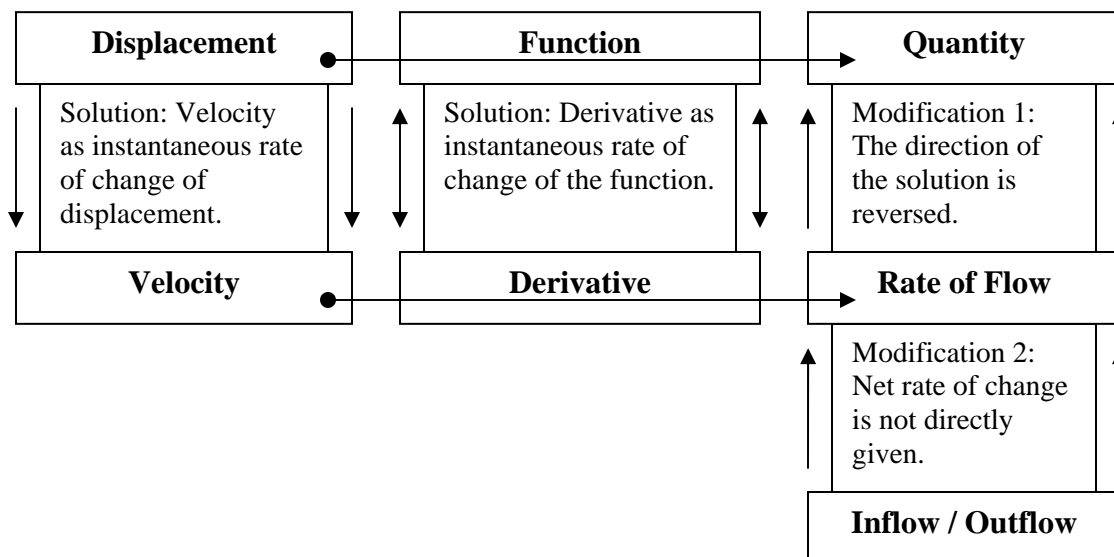 Displacement
Function
Quantity
Solution: Velocity
as instantaneous rate
of change of
displacement.
Solution: Derivative as
instantaneous rate of
change of the function.
Modification 1:
The direction of
the solution is
reversed.
Velocity
Derivative
Rate of Flow
Modification 2:
Net rate of change
is not directly
given.
Inflow / Outflow